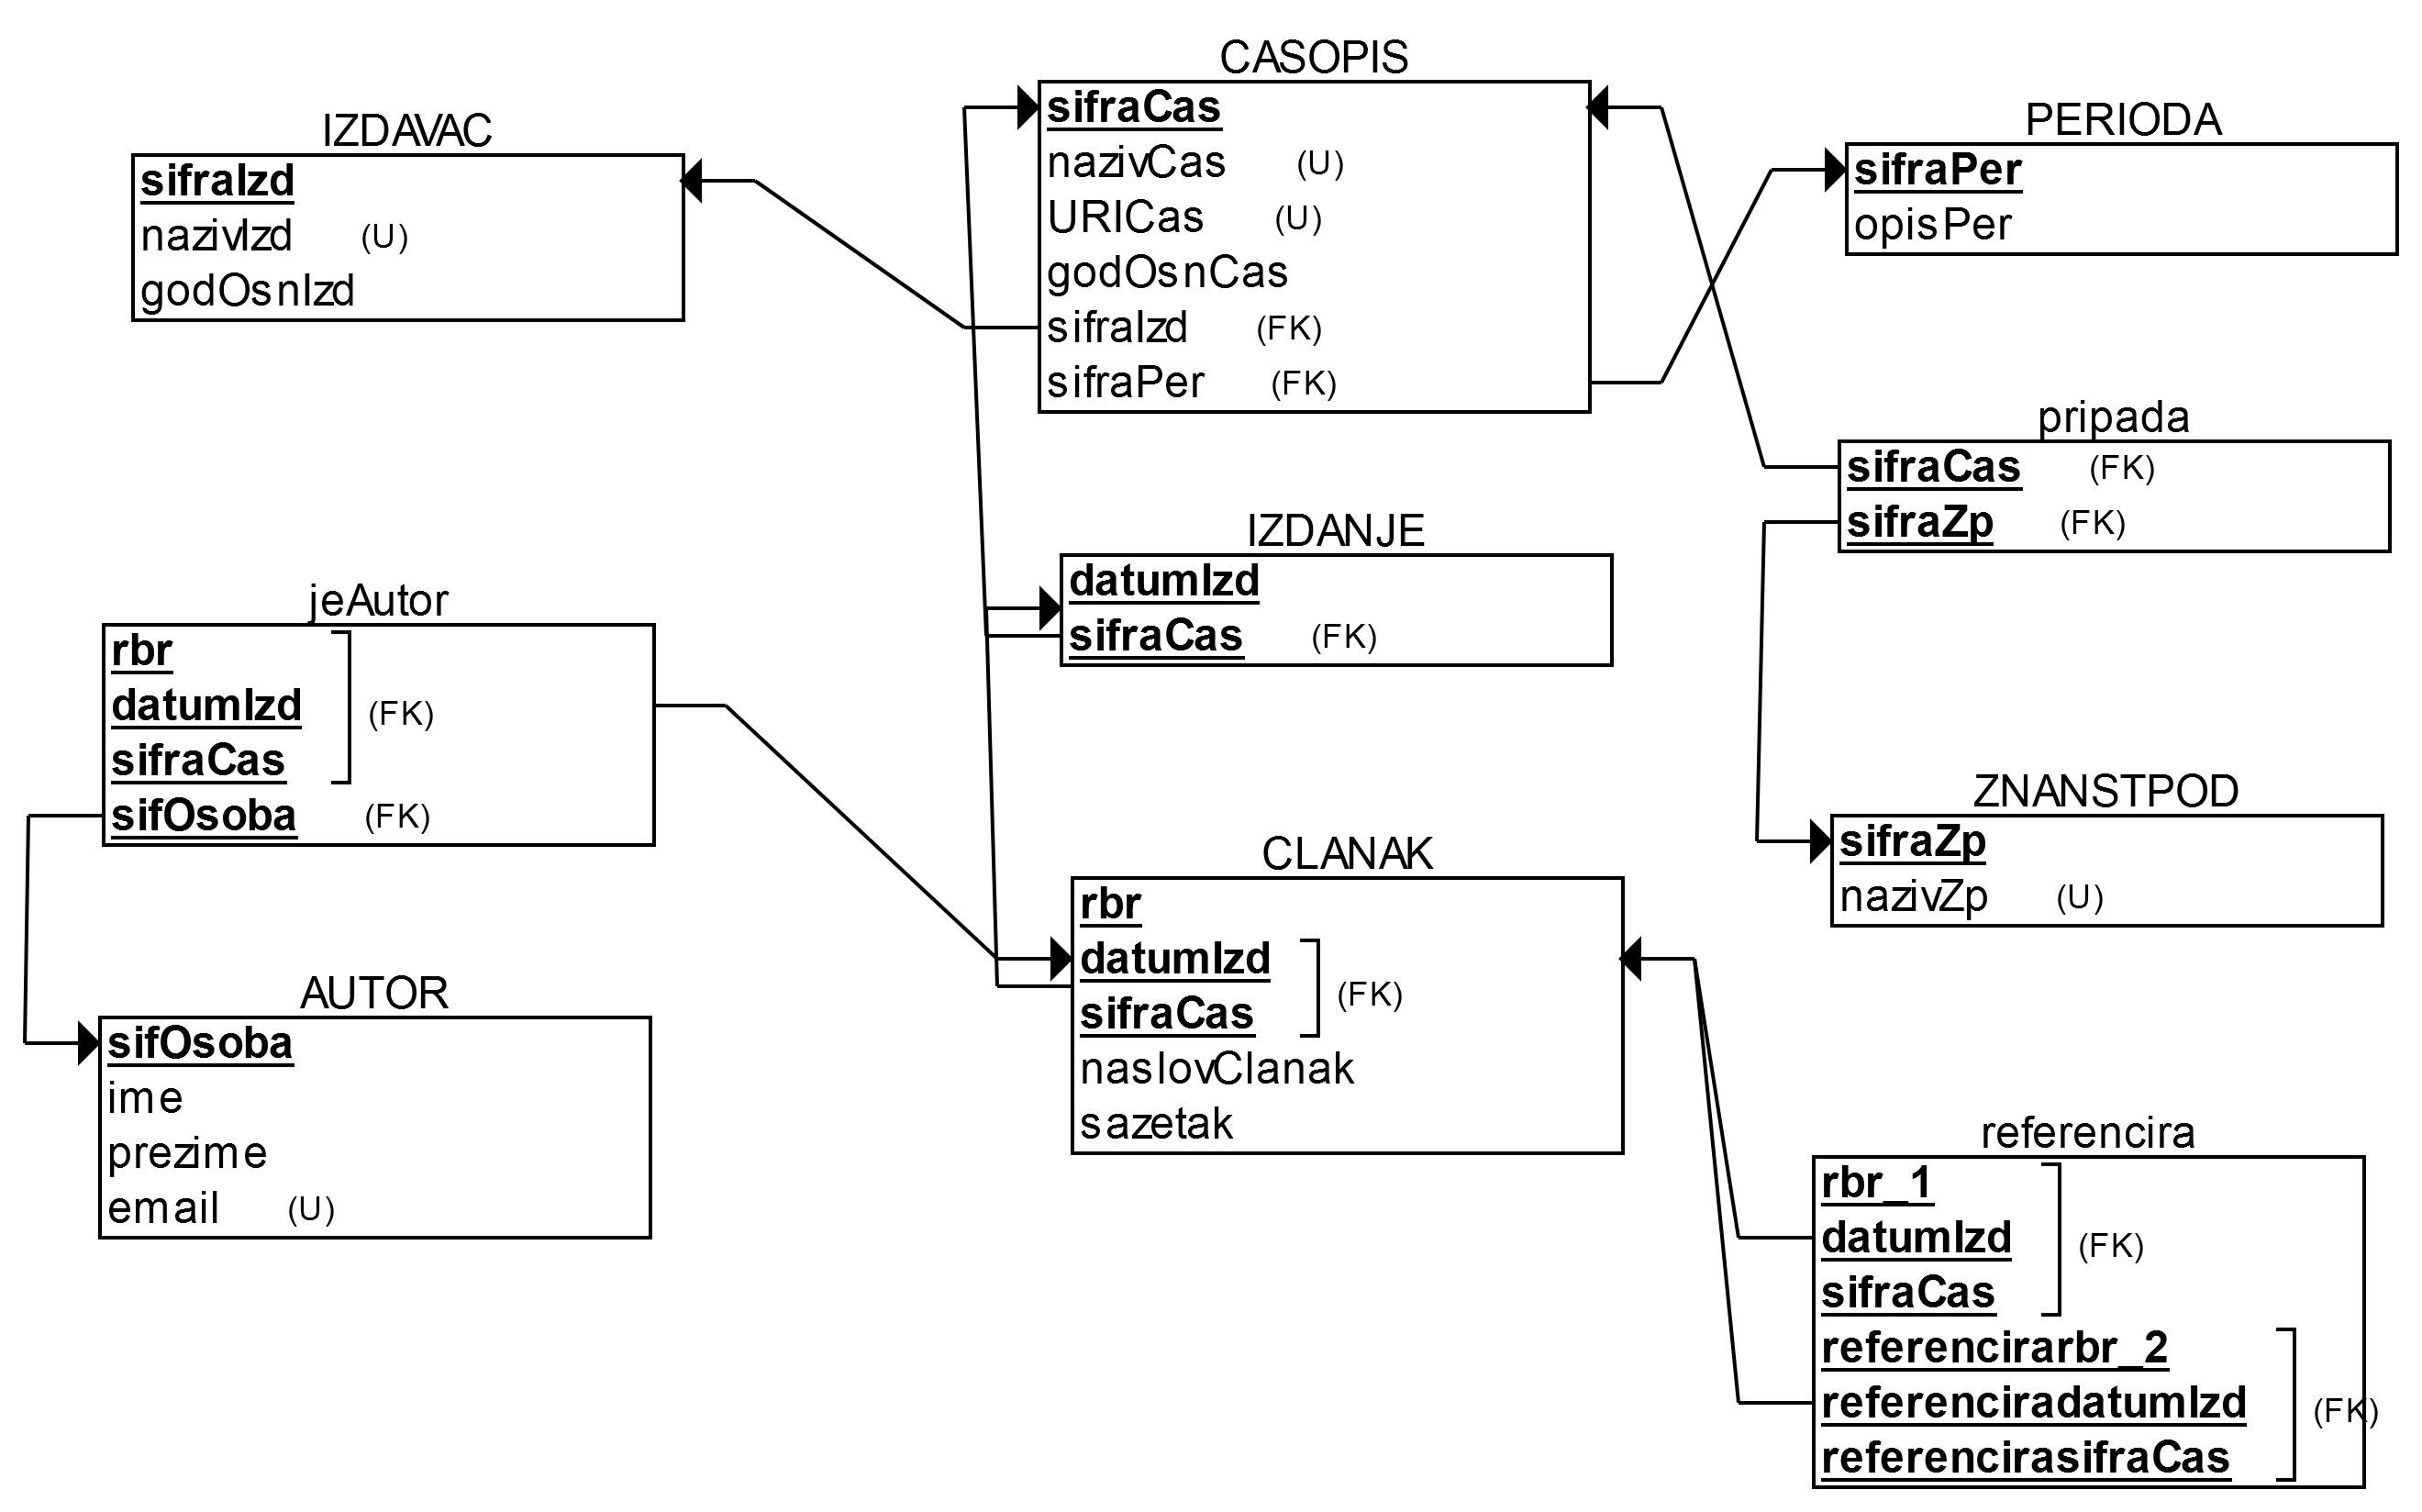 CASOPIS
sifraCas
nazivCas (U)
URICas (U)
godOsnCas
sifraIzd (FK)
sifraPer (FK)
IZDAVAC
sifraIzd
nazivIzd (U)
godOsnIzd
PERIODA
sifraPer
opisPer
pripada
sifraCas (FK)
sifraZp (FK)
IZDANJE
datumIzd
sifraCas (FK)
jeAutor
rbr
datumIzd
(FK)
sifraCas
sifOsoba (FK)
ZNANSTPOD
sifraZp
nazivZp (U)
CLANAK
rbr
datumIzd
(FK)
sifraCas
naslovClanak
sazetak
AUTOR
sifOsoba
ime
prezime
email (U)
referencira
rbr_1
datumIzd
(FK)
sifraCas
referencirarbr_2
referenciradatumIzd
(FK)
referencirasifraCas